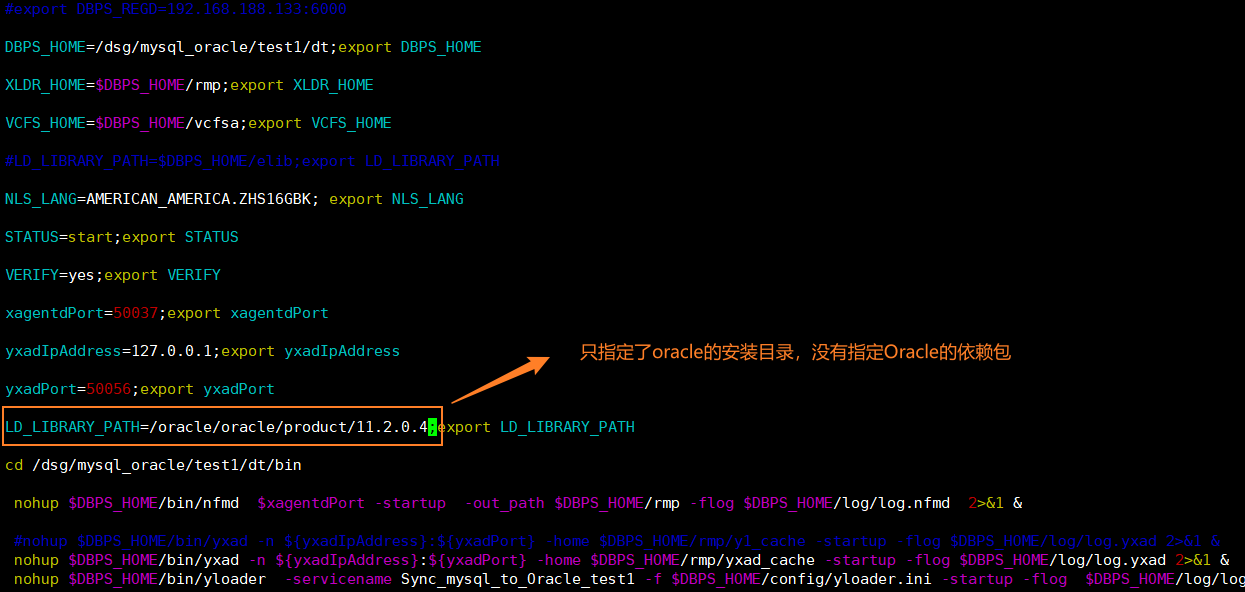 #export DBPS_REGD=192.168.188.133:6000
DBPS_HOME=/dsg/mysql_oracle/test1/dt;export DBPS_HOME
XLDR_HOME=$DBPS_HOME/rmp;export XLDR_HOME
VCFS_HOME=$DBPS_HOME/vcfsa;export VCFS_HOME
#LD_LIBRARY_PATH=$DBPS_HOME/elib;export LD_LIBRARY_PATH
NLS_LANG=AMERICAN_AMERICA.ZHS16GBK; export NLS_LANG
STATUS=start;export STATUS
VERIFY=yes;export VERIFY
xagentdPort=50037;export xagentdPort
yxadIpAddress=127.0.0.1;export yxadIpAddress
只指定了oracle的安装目录，没有指定Oracle的依赖包
yxadPort=50056;export yxadPort
LD_LIBRARY_PATH=/oracle/oracle/product/11.2.0.4;export LD_LIBRARY_PATH
cd /dsg/mysql_oracle/test1/dt/bin
nohup $DBPS_HOME/bin/nfmd  $xagentdPort -startup  -out_path $DBPS_HOME/rmp -flog $DBPS_HOME/log/log.nfmd  2>&1 &
#nohup $DBPS_HOME/bin/yxad -n ${yxadIpAddress}:${yxadPort} -home $DBPS_HOME/rmp/y1_cache -startup -flog $DBPS_HOME/log/log.yxad 2>&1 &
nohup $DBPS_HOME/bin/yxad -n ${yxadIpAddress}:${yxadPort} -home $DBPS_HOME/rmp/yxad_cache -startup -flog $DBPS_HOME/log/log.yxad 2>&1 &
nohup $DBPS_HOME/bin/yloader  -servicename Sync_mysql_to_Oracle_test1 -f $DBPS_HOME/config/yloader.ini -startup -flog  $DBPS_HOME/log/log